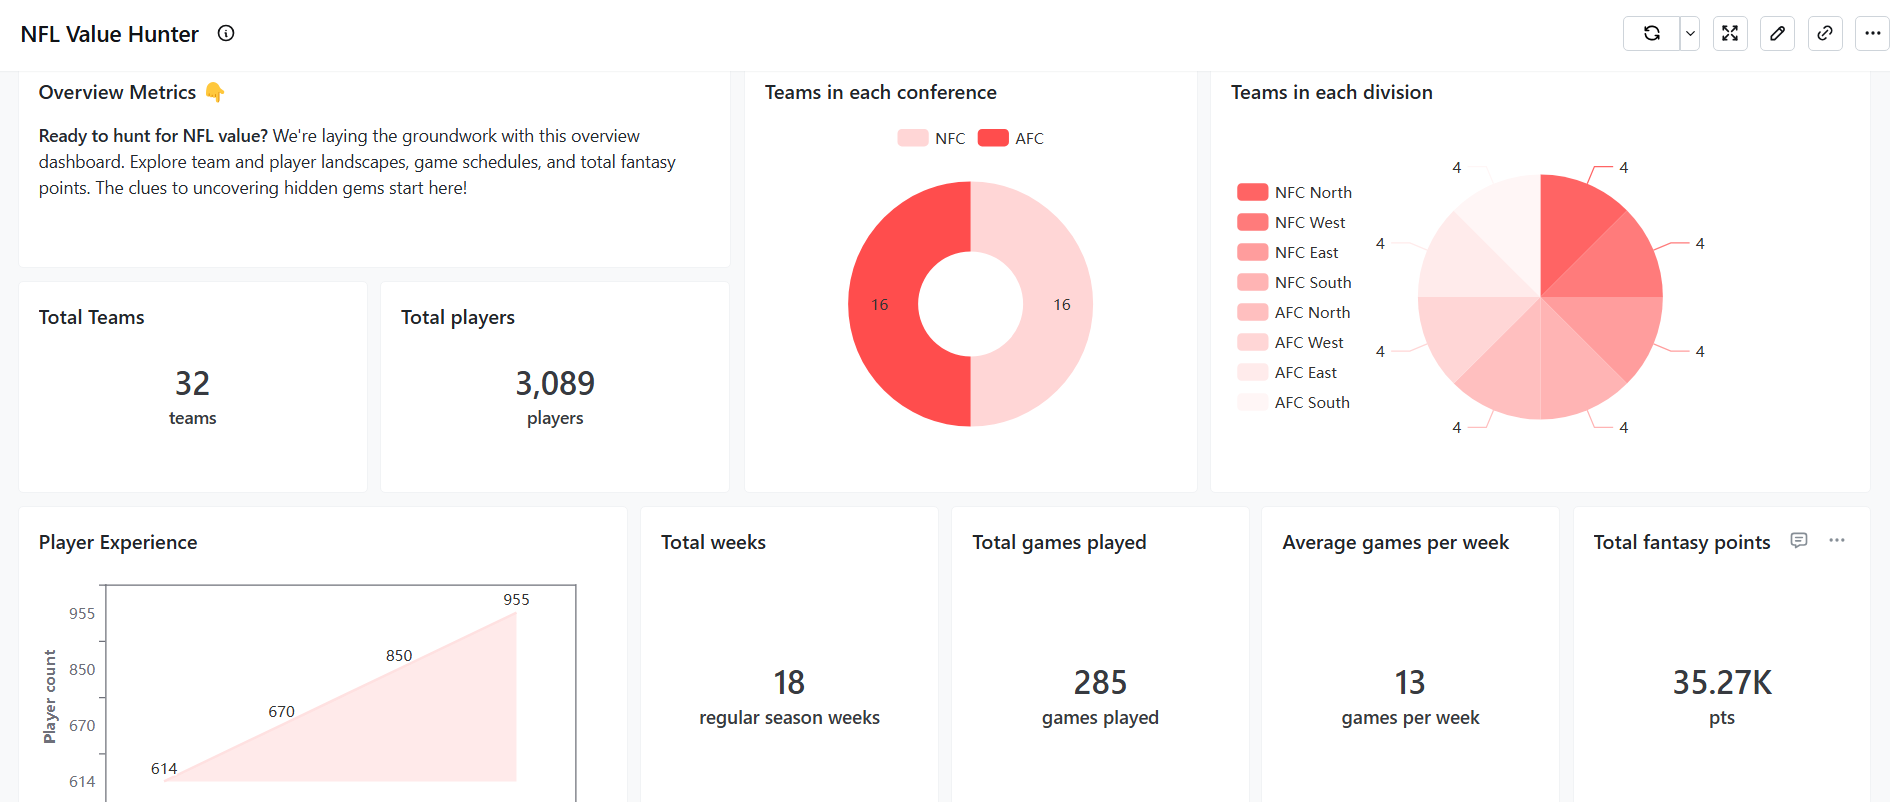 NFL Value Hunter
Overview Metrics 👇
Ready to hunt for NFL value? We're laying the groundwork with this overview
dashboard. Explore team and player landscapes, game schedules, and total fantasy
points. The clues to uncovering hidden gems start here!
Total Teams
32
teams
Total players
3,089
players
Teams in each conference
NFC
AFC
16
16
Teams in each division
NFC North
NFC West
NFC East
NFC South
AFC North
AFC West
AFC East
AFC South
4
4
4
4
4
4
4
4
Player Experience
Player count
955
850
670
614
614
670
850
955
Total weeks
18
regular season weeks
Total games played
285
games played
Average games per week
13
games per week
Total fantasy points
35.27K
pts